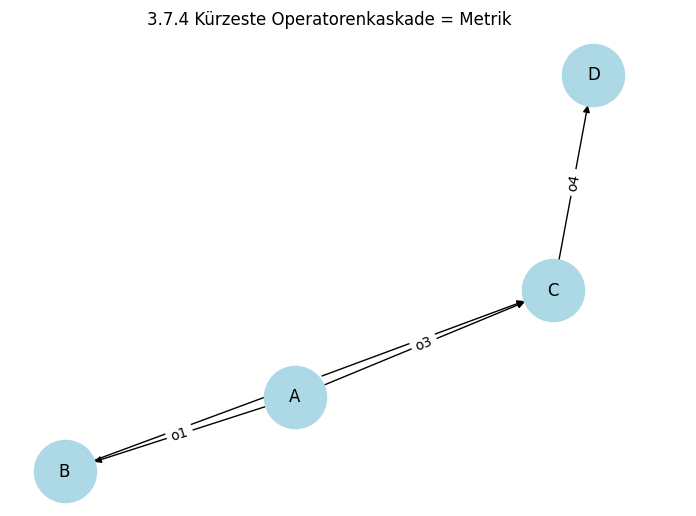 3.7.4 Kürzeste Operatorenkaskade = Metrik
D
o4
C
o3
A
o1
B